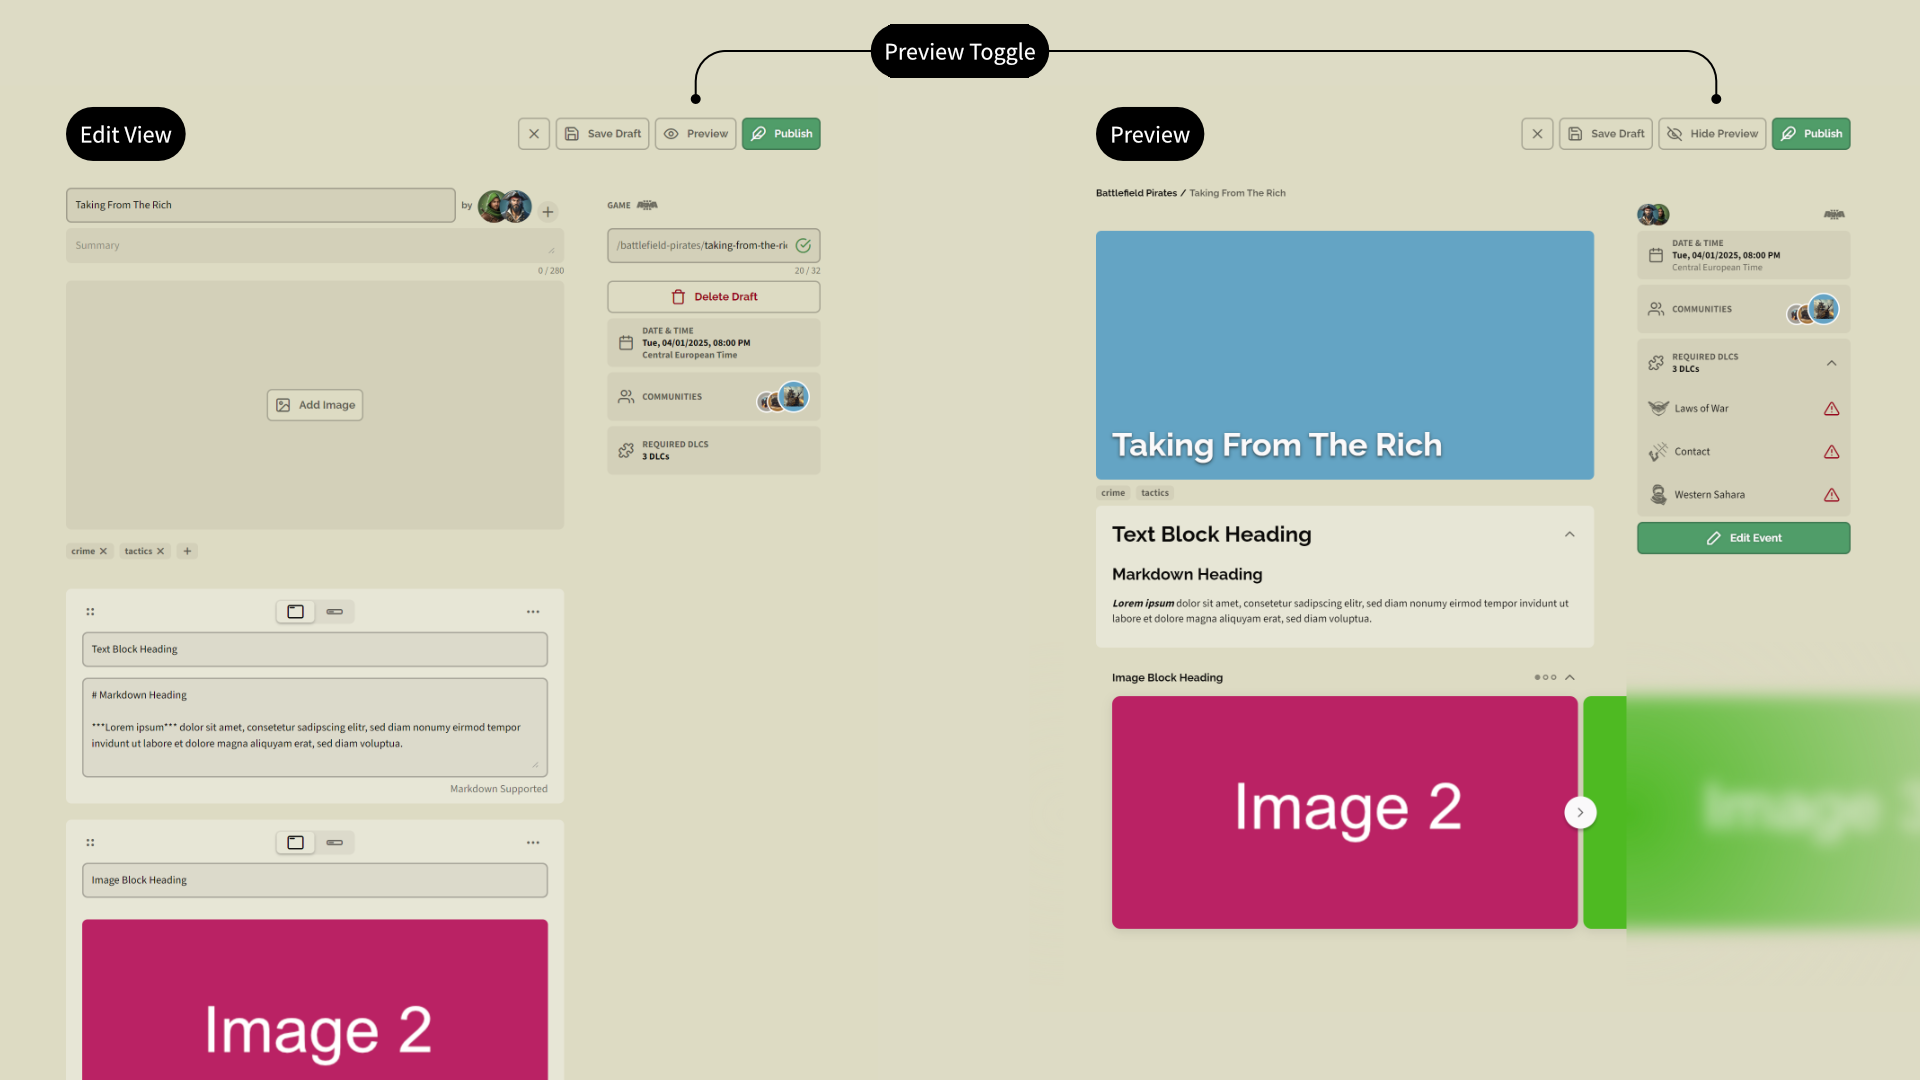 Preview Toggle
Edit View
Save Draft
Preview
Publish
Taking From The Rich
by
Summary
0 / 280
Add Image
crime
tactics
Text Block Heading
# Markdown Heading
***Lorem ipsum*** dolor sit amet, consetetur sadipscing elitr, sed diam nonumy eirmod tempor
invidunt ut labore et dolore magna aliquyam erat, sed diam voluptua.
Markdown Supported
Image Block Heading
Image 2
GAME
/battlefield-pirates/taking-from-the-ri
20 / 32
Delete Draft
DATE & TIME
Tue, 04/01/2025, 08:00 PM
Central European Time
COMMUNITIES
REQUIRED DLCS
3 DLCs
Preview
Save Draft
Hide Preview
Publish
Battlefield Pirates / Taking From The Rich
Taking From The Rich
crime
tactics
Text Block Heading
Markdown Heading
Lorem ipsum dolor sit amet, consetetur sadipscing elitr, sed diam nonumy eirmod tempor invidunt ut
labore et dolore magna aliquyam erat, sed diam voluptua.
Image Block Heading
Image 2
Image
DATE & TIME
Tue, 04/01/2025, 08:00 PM
Central European Time
COMMUNITIES
REQUIRED DLCS
3 DLCs
Laws of War
Contact
Western Sahara
Edit Event